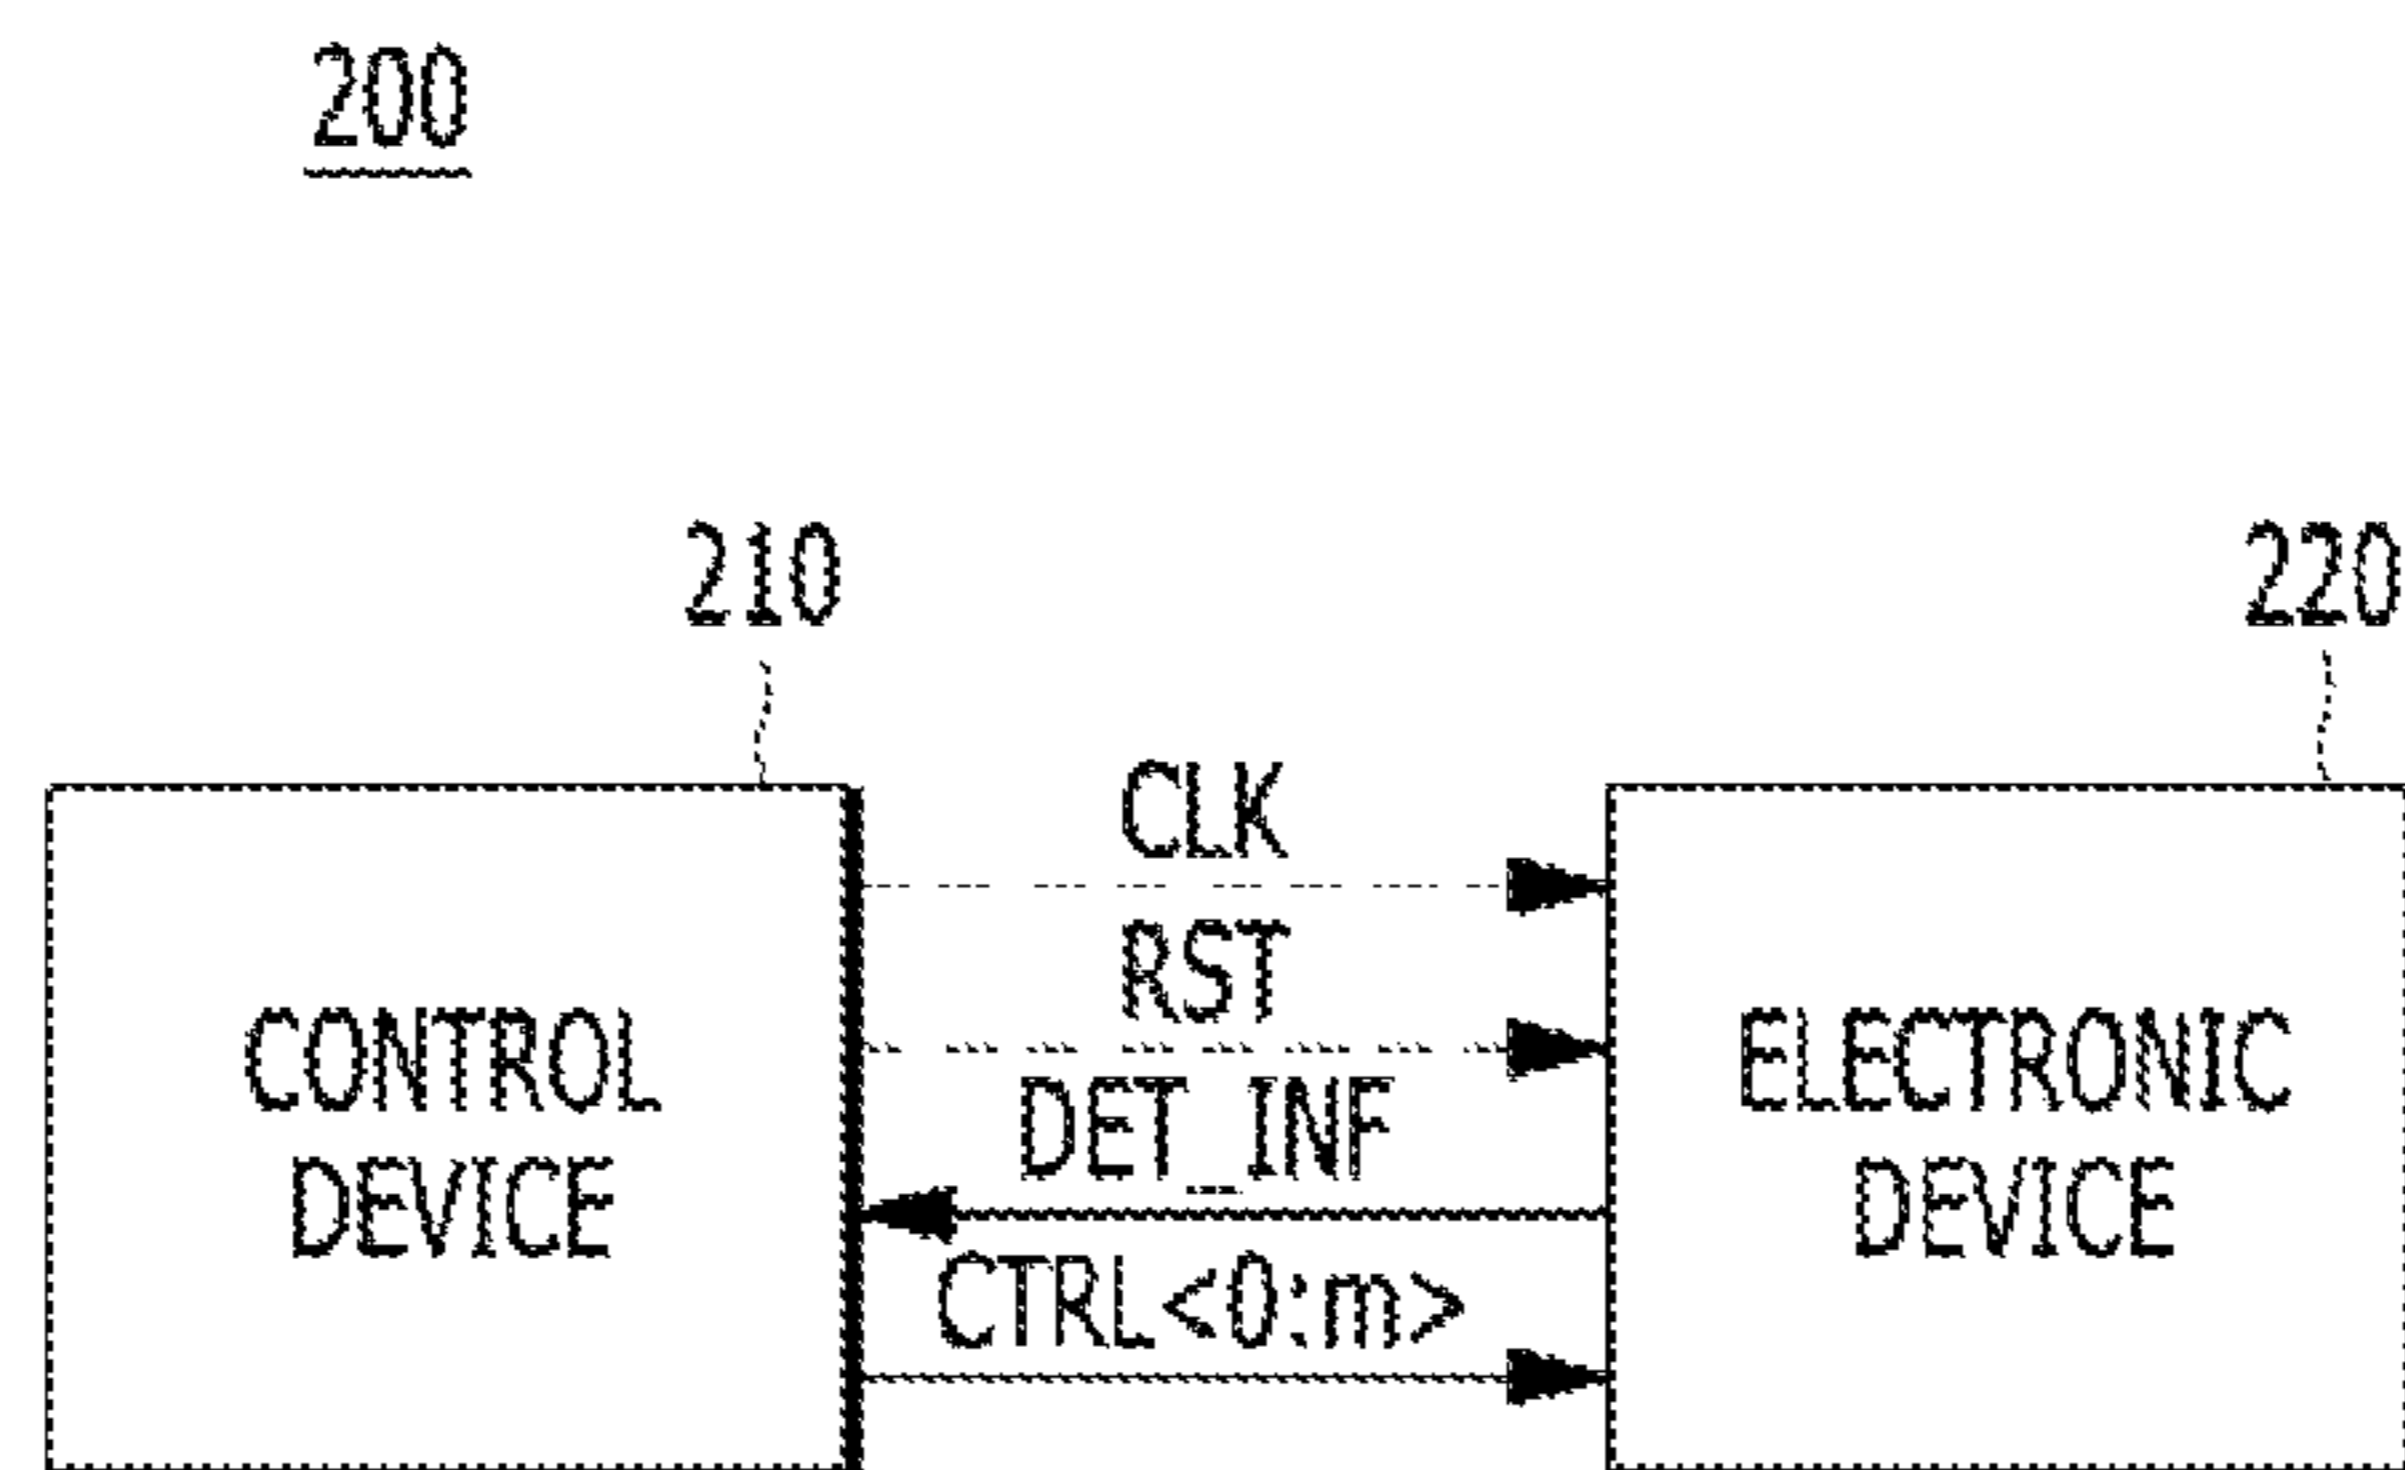 200
210
220
CLK
RST
DET_INF
CTRL<0:m>
CONTROL
DEVICE
ELECTRONIC
DEVICE